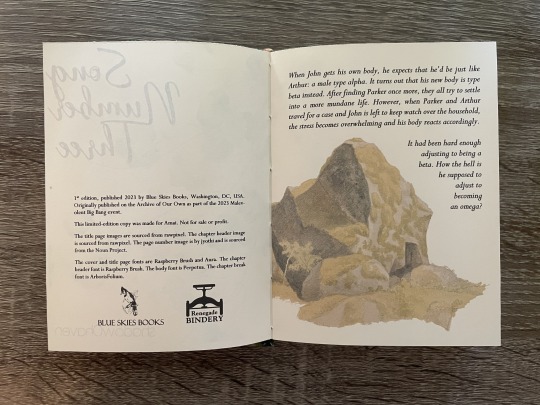 Song
Number
Three
1st edition, published 2023 by Blue Skies Books, Washington, DC, USA.
Originally published on the Archive of Our Own as part of the 2023 Malev-
olent Big Bang event.
This limited-edition copy was made for Amai. Not for sale or profit.
The title page images are sourced from rawpixel. The chapter header image
is sourced from rawpixel. The page number image is by jyothi and is sourced
from the Noun Project.
The cover and title page fonts are Raspberry Brush and Aura. The chapter
header font is Raspberry Brush. The body font is Perpetua. The chapter break
font is ArborisFolium.
BLUE SKIES BOOKS
Renegade
BINDERY
When John gets his own body, he expects that he'd be just like
Arthur: a male type alpha. It turns out that his new body is type
beta instead. After finding Parker once more, they all try to settle
into a more mundane life. However, when Parker and Arthur
travel for a case and John is left to keep watch over the household,
the stress becomes overwhelming and his body reacts accordingly.
It had been hard enough
adjusting to being a
beta. How the hell is
he supposed to
adjust to
becoming
an omega?